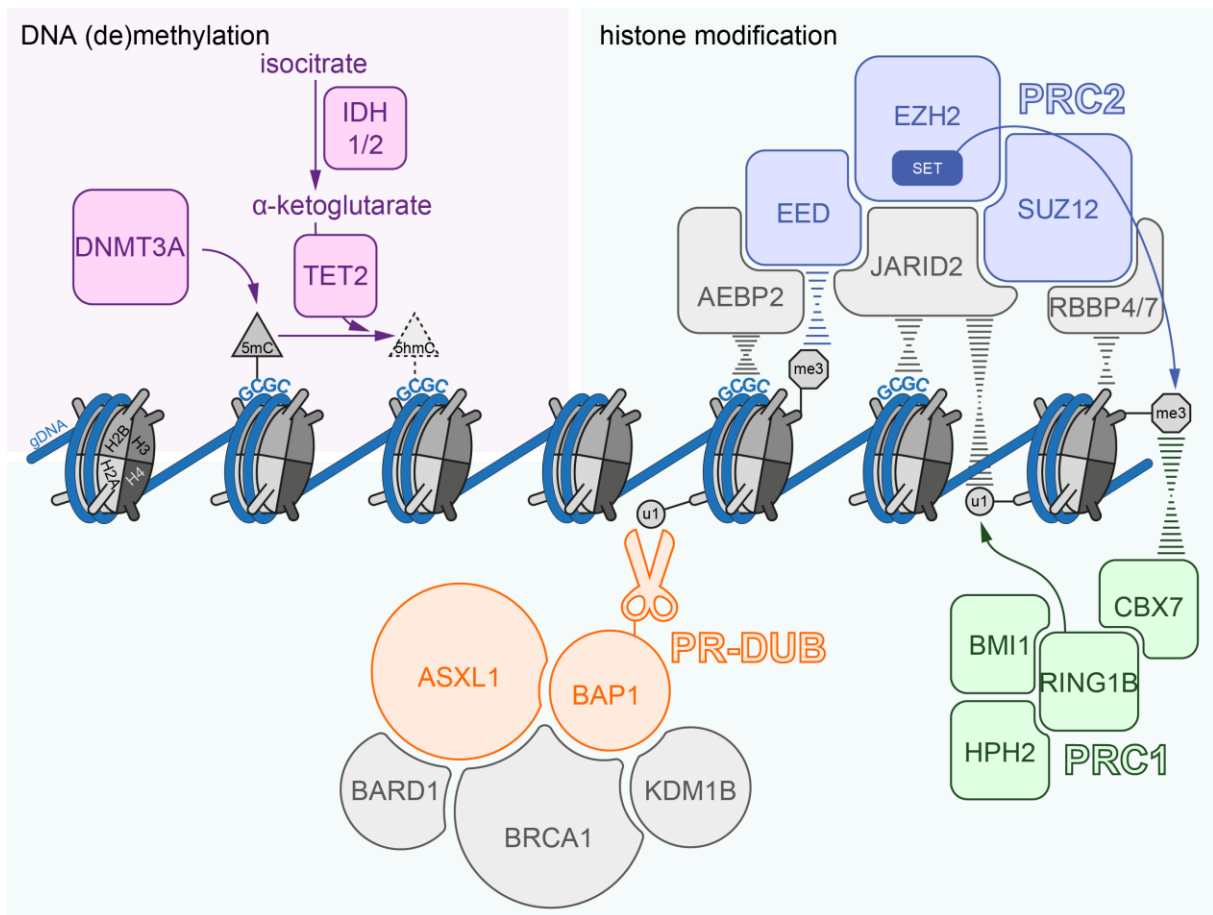 DNA (de)methylation
isocitrate
IDH
1/2
α-ketoglutarate
DNMT3A
TET2
5mC
5hmC
histone modification
PRC2
EZH2
SET
EED
SUZ12
AEBP2
JARID2
RBBP4/7
me3
me3
GCGC
GCGC
GCGC
GCGC
gDNA
H2B
H3
H2A
H4
u1
u1
PR-DUB
ASXL1
BAP1
BARD1
BRCA1
KDM1B
CBX7
BMI1
RING1B
HPH2
PRC1